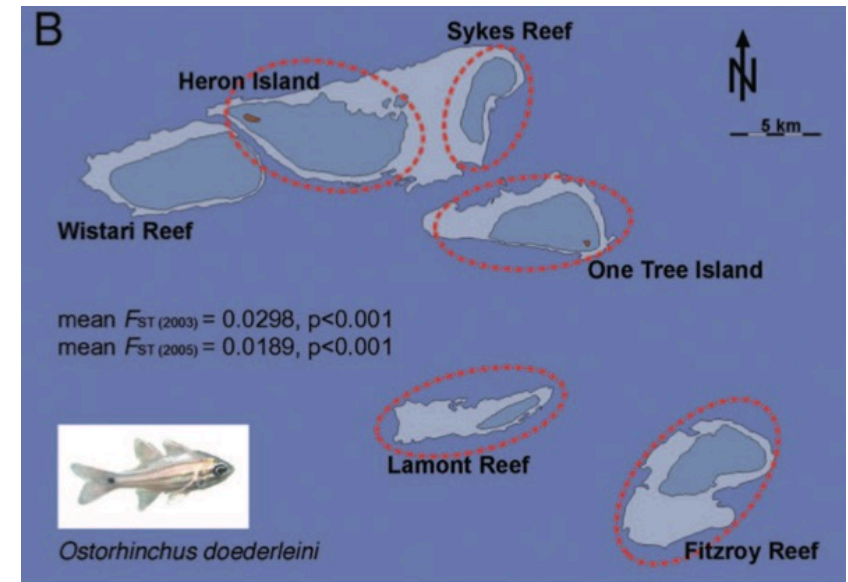 B
Sykes Reef
Heron Island
N
5 km
Wistari Reef
One Tree Island
mean FST (2003) = 0.0298, p<0.001
mean FST (2005) = 0.0189, p<0.001
Lamont Reef
Ostorhinchus doederleini
Fitzroy Reef